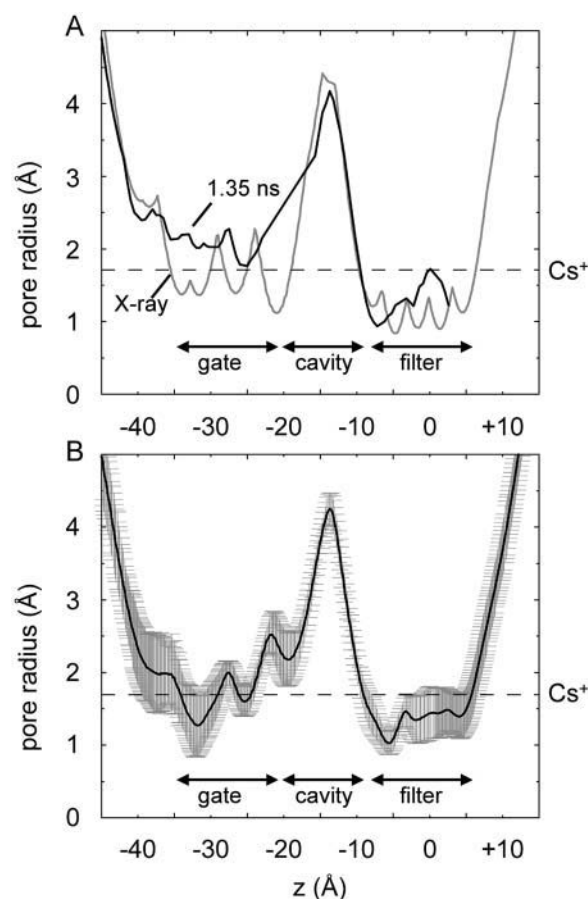 A
4
3
2
1
0
pore radius (Å)
1.35 ns
X-ray
Cs⁺
gate cavity filter
-40 -30 -20 -10 0 +10
B
4
3
2
1
0
pore radius (Å)
Cs⁺
gate cavity filter
-40 -30 -20 -10 0 +10
z (Å)